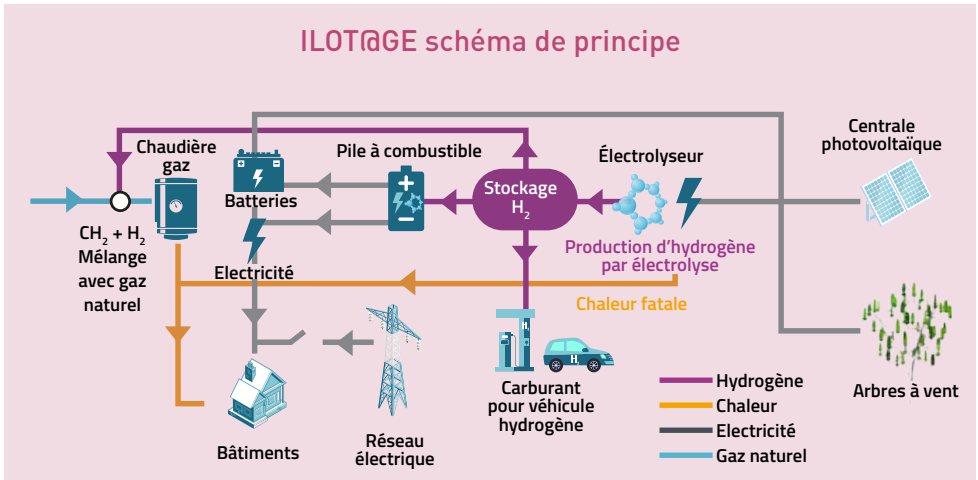 ILOT@GE schéma de principe
Chaudière
gaz
Batteries
Pile à combustible
Stockage
H₂
Électrolyseur
Centrale
photovoltaïque
CH₂ + H₂
Mélange
avec gaz
naturel
Electricité
Production d’hydrogène
par électrolyse
Chaleur fatale
Bâtiments
Réseau
électrique
Carburant
pour véhicule
hydrogène
Arbres à vent
Hydrogène
Chaleur
Electricité
Gaz naturel